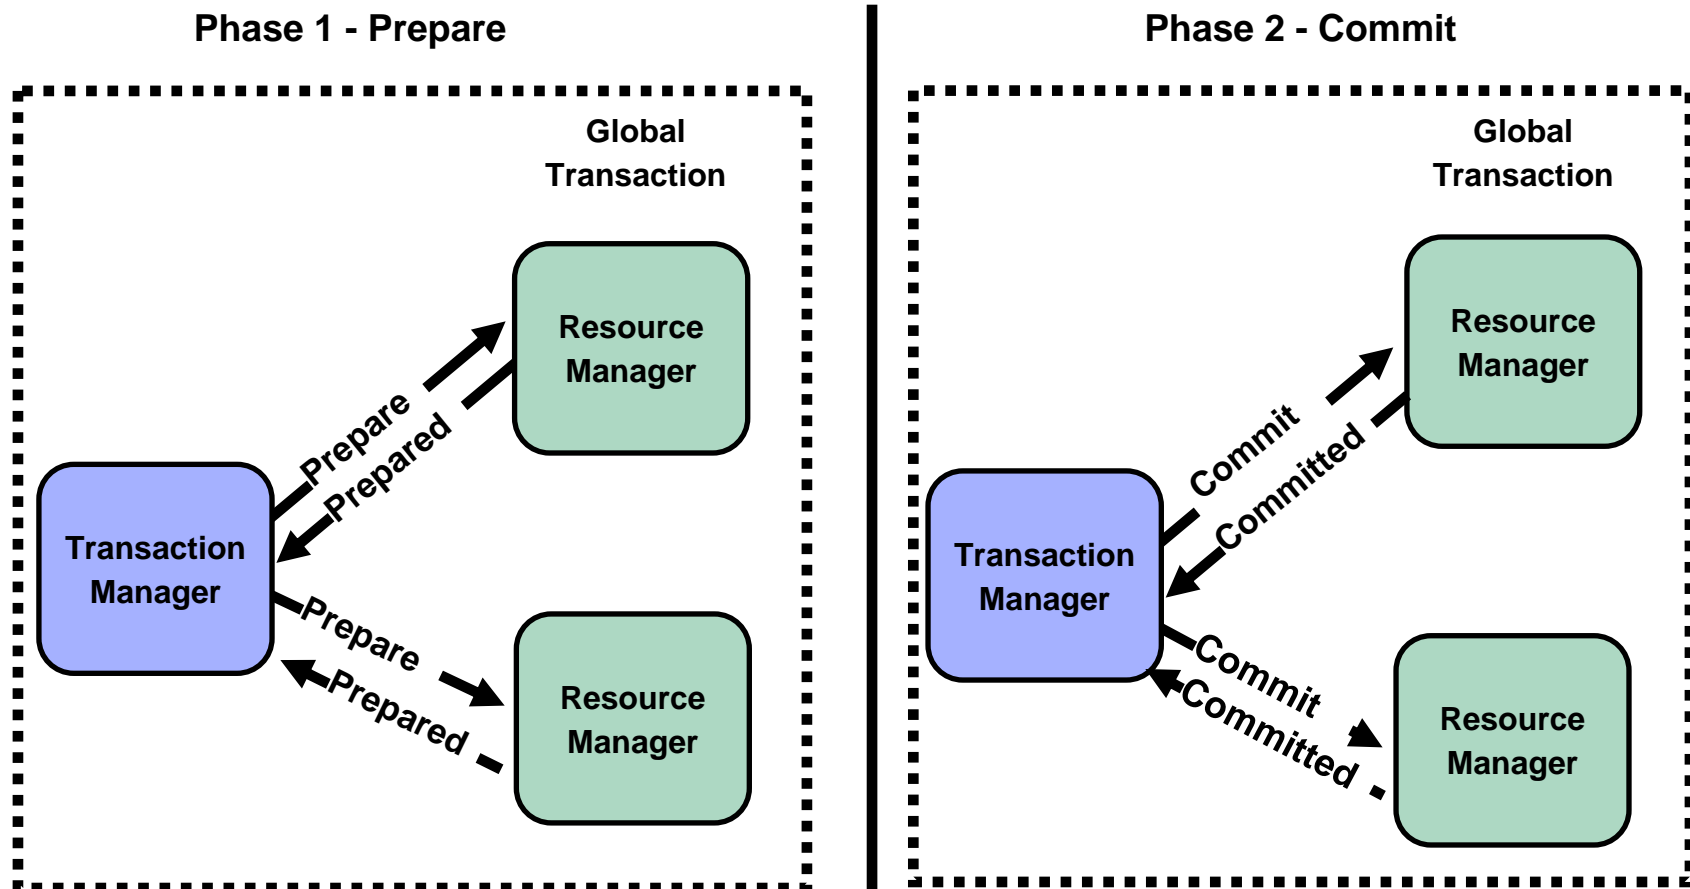 Phase 1 - Prepare
Global
Transaction
Resource
Manager
Prepare
Prepared
Transaction
Manager
Prepare
Prepared
Resource
Manager
Phase 2 - Commit
Global
Transaction
Resource
Manager
Commit
Committed
Transaction
Manager
Commit
Committed
Resource
Manager